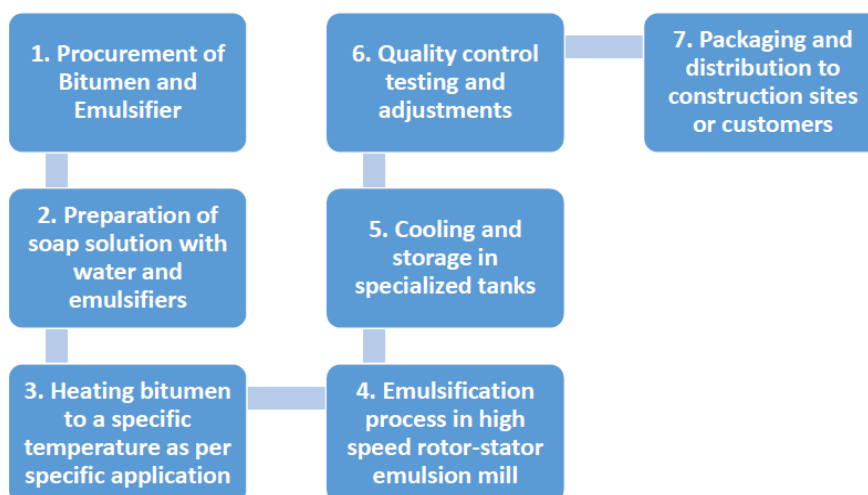 1. Procurement of
Bitumen and
Emulsifier
2. Preparation of
soap solution with
water and
emulsifiers
3. Heating bitumen
to a specific
temperature as per
specific application
4. Emulsification
process in high
speed rotor-stator
emulsion mill
5. Cooling and
storage in
specialized tanks
6. Quality control
testing and
adjustments
7. Packaging and
distribution to
construction sites
or customers